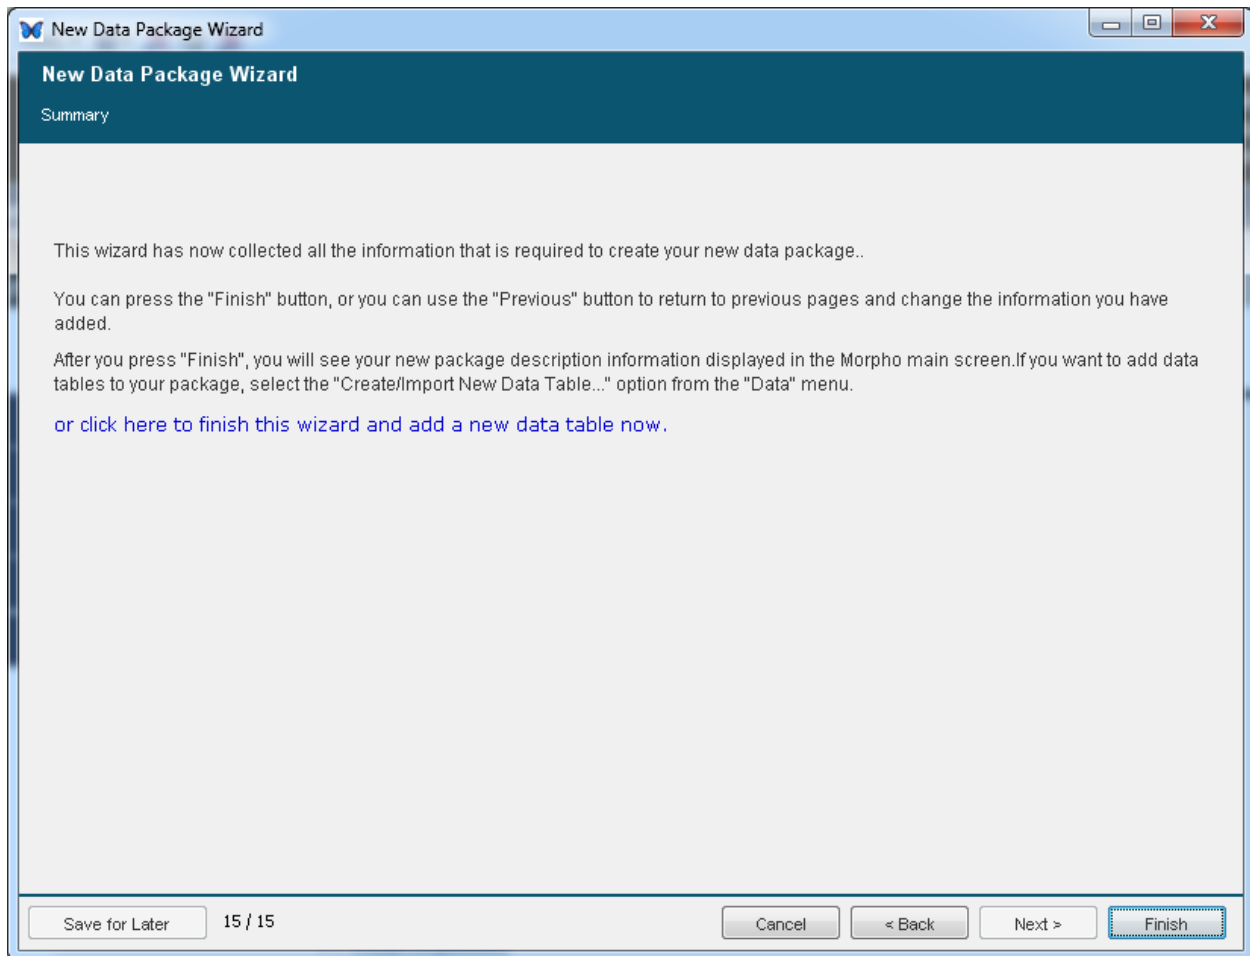 New Data Package Wizard
New Data Package Wizard
Summary
This wizard has now collected all the information that is required to create your new data package..
You can press the "Finish" button, or you can use the "Previous" button to return to previous pages and change the information you have
added.
After you press "Finish", you will see your new package description information displayed in the Morpho main screen.If you want to add data
tables to your package, select the "Create/Import New Data Table..." option from the "Data" menu.
or click here to finish this wizard and add a new data table now.
Save for Later 15 / 15 Cancel < Back Next > Finish